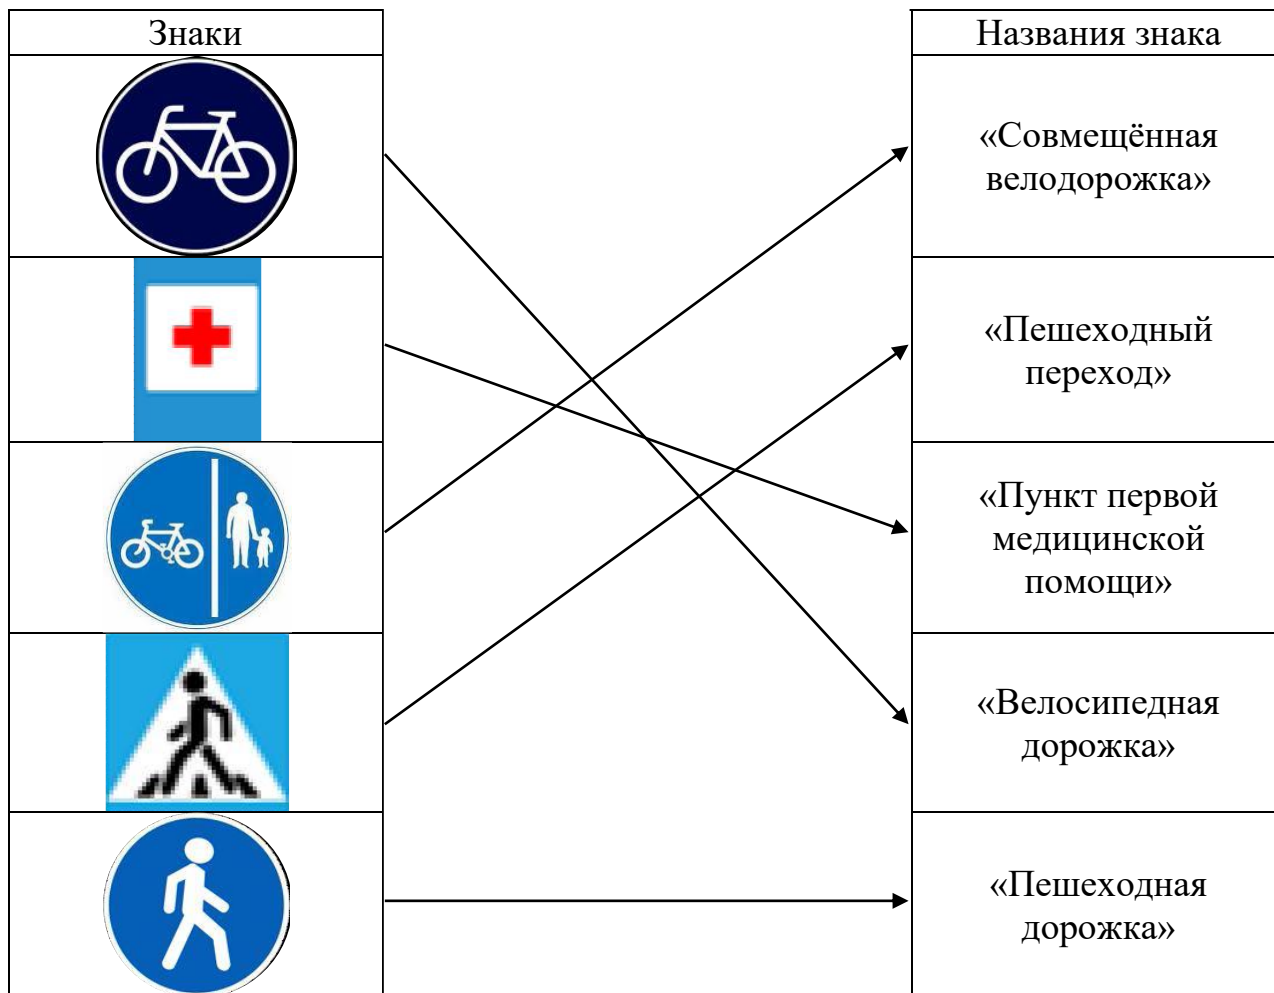 Знаки
Названия знака
«Совмещённая
велодорожка»
«Пешеходный
переход»
«Пункт первой
медицинской
помощи»
«Велосипедная
дорожка»
«Пешеходная
дорожка»